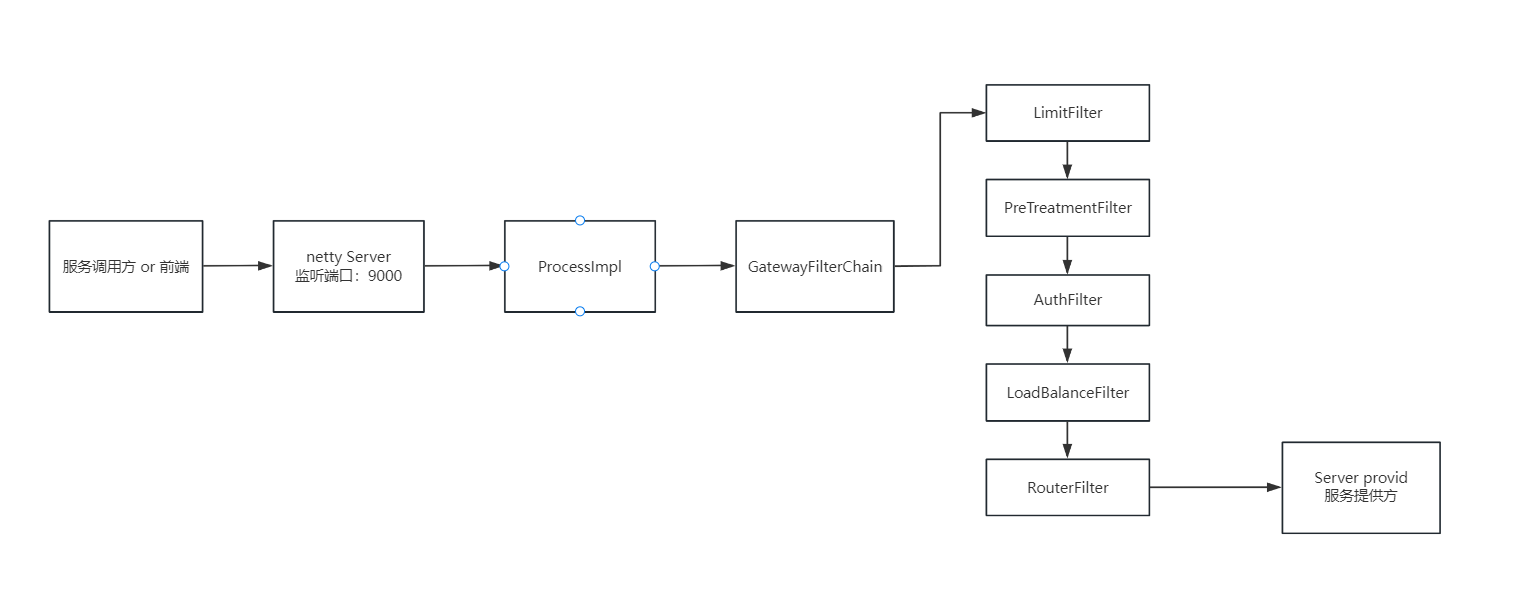 服务调用方 or 前端
netty Server
监听端口：9000
ProcessImpl
GatewayFilterChain
LimitFilter
PreTreatmentFilter
AuthFilter
LoadBalanceFilter
RouterFilter
Server provid
服务提供方